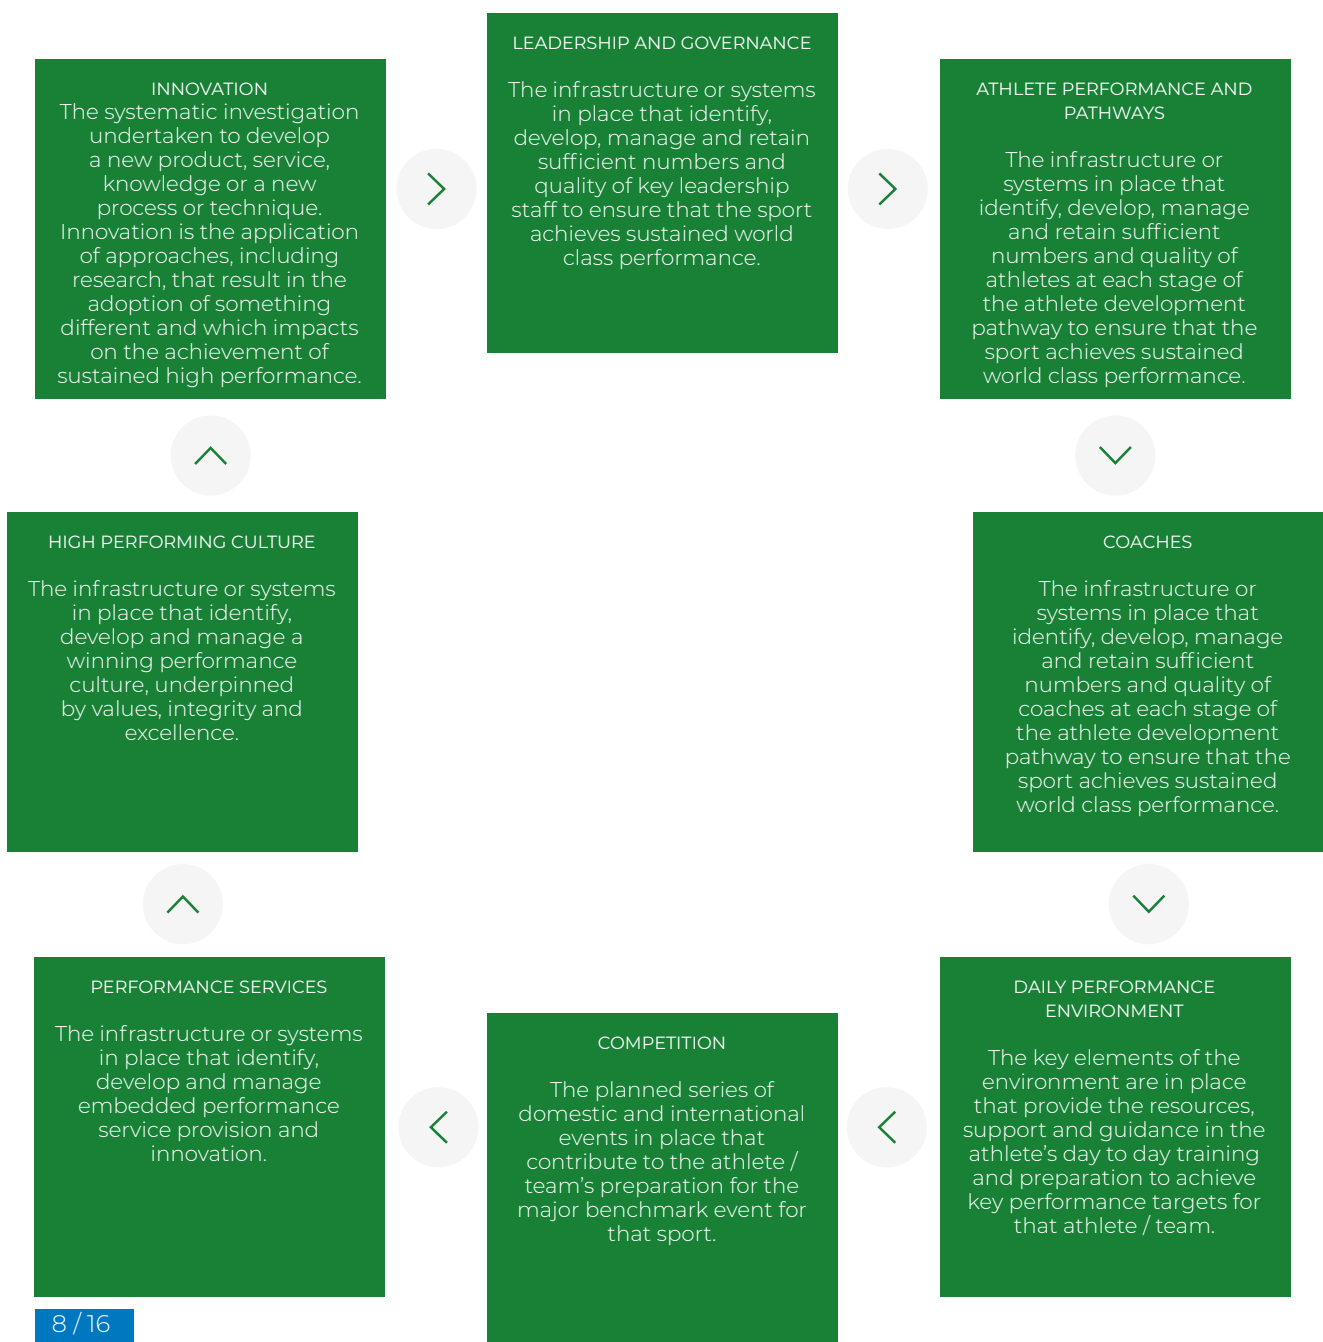 LEADERSHIP AND GOVERNANCE
The infrastructure or systems
in place that identify,
develop, manage and retain
sufficient numbers and
quality of key leadership
staff to ensure that the sport
achieves sustained world
class performance.
ATHLETE PERFORMANCE AND
PATHWAYS
The infrastructure or
systems in place that
identify, develop, manage
and retain sufficient
numbers and quality of
athletes at each stage of
the athlete development
pathway to ensure that the
sport achieves sustained
world class performance.
COACHES
The infrastructure or
systems in place that
identify, develop, manage
and retain sufficient
numbers and quality of
coaches at each stage of
the athlete development
pathway to ensure that the
sport achieves sustained
world class performance.
DAILY PERFORMANCE
ENVIRONMENT
The key elements of the
environment are in place
that provide the resources,
support and guidance in the
athlete’s day to day training
and preparation to achieve
key performance targets for
that athlete / team.
COMPETITION
The planned series of
domestic and international
events in place that
contribute to the athlete /
team’s preparation for the
major benchmark event for
that sport.
PERFORMANCE SERVICES
The infrastructure or systems
in place that identify,
develop and manage
embedded performance
service provision and
innovation.
HIGH PERFORMING CULTURE
The infrastructure or systems
in place that identify,
develop and manage a
winning performance
culture, underpinned
by values, integrity and
excellence.
INNOVATION
The systematic investigation
undertaken to develop
a new product, service,
knowledge or a new
process or technique.
Innovation is the application
of approaches, including
research, that result in the
adoption of something
different and which impacts
on the achievement of
sustained high performance.
8 / 16